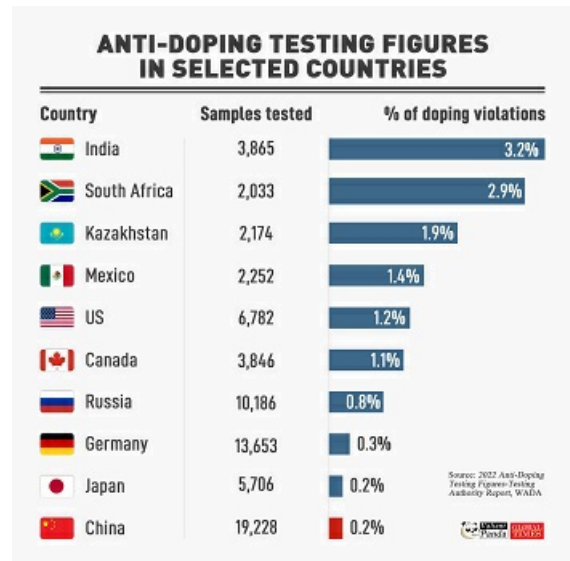 ANTI-DOPING TESTING FIGURES
IN SELECTED COUNTRIES
Country Samples tested % of doping violations
India 3,865 3.2%
South Africa 2,033 2.9%
Kazakhstan 2,174 1.9%
Mexico 2,252 1.4%
US 6,782 1.2%
Canada 3,846 1.1%
Russia 10,186 0.8%
Germany 13,653 0.3%
Japan 5,706 0.2%
China 19,228 0.2%
Source: 2022 Anti-Doping
Testing Figures-Testing
Authority Report, WADA
Valiant
Panda
GLOBAL
TIMES